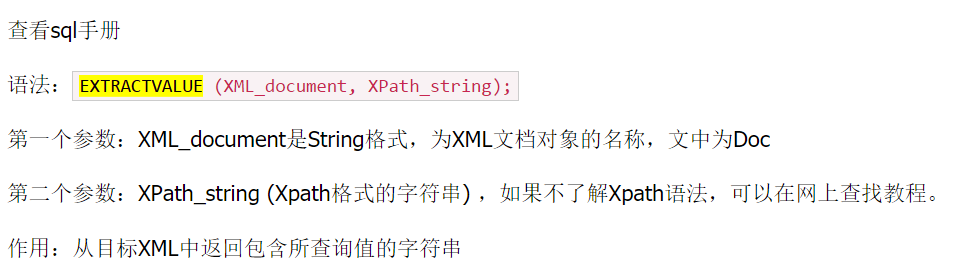 查看sql手册
语法：EXTRACTVALUE (XML_document, XPath_string);
第一个参数：XML_document是String格式，为XML文档对象的名称，文中为Doc
第二个参数：XPath_string (Xpath格式的字符串) ，如果不了解Xpath语法，可以在网上查找教程。
作用：从目标XML中返回包含所查询值的字符串